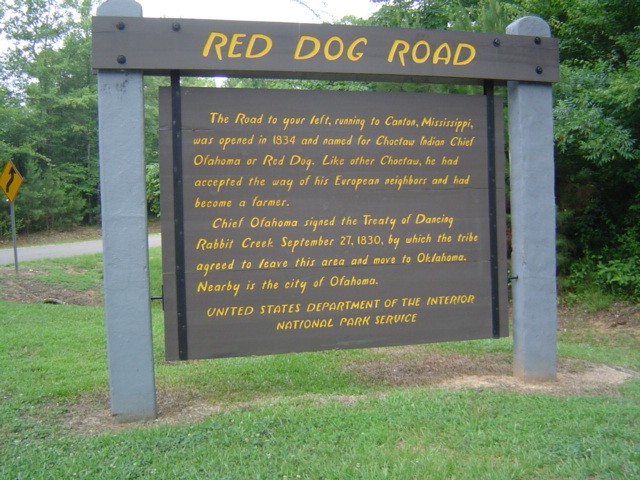 RED DOG ROAD
The Road to your left, running to Canton, Mississippi,
was opened in 1834 and named for Choctaw Indian Chief
Ofahoma or Red Dog. Like other Choctaw, he had
accepted the way of his European neighbors and had
become a farmer.
Chief Ofahoma signed the Treaty of Dancing
Rabbit Creek September 27, 1830, by which the tribe
agreed to leave this area and move to Oklahoma.
Nearby is the city of Ofahoma.
UNITED STATES DEPARTMENT OF THE INTERIOR
NATIONAL PARK SERVICE